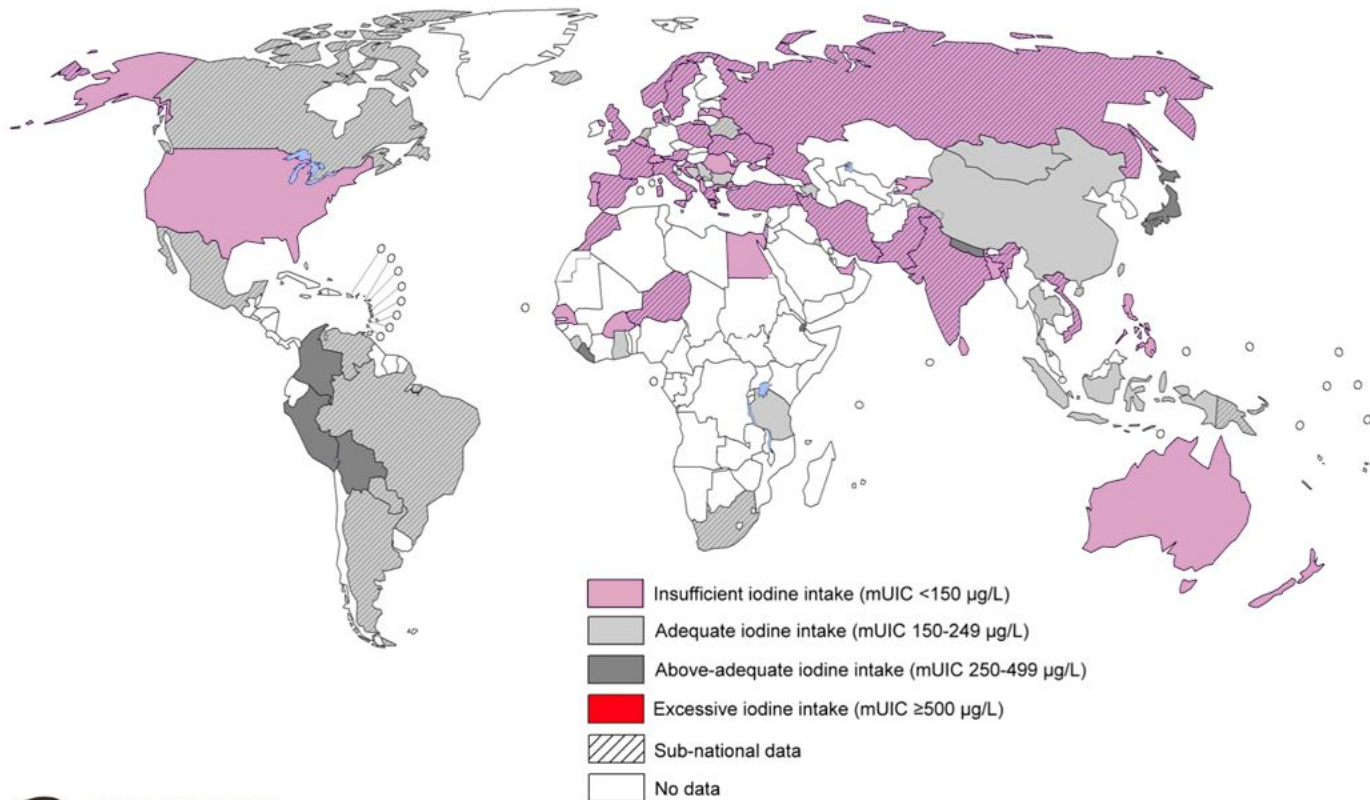 Insufficient iodine intake (mUIC <150 µg/L)
Adequate iodine intake (mUIC 150-249 µg/L)
Above-adequate iodine intake (mUIC 250-499 µg/L)
Excessive iodine intake (mUIC ≥500 µg/L)
Sub-national data
No data